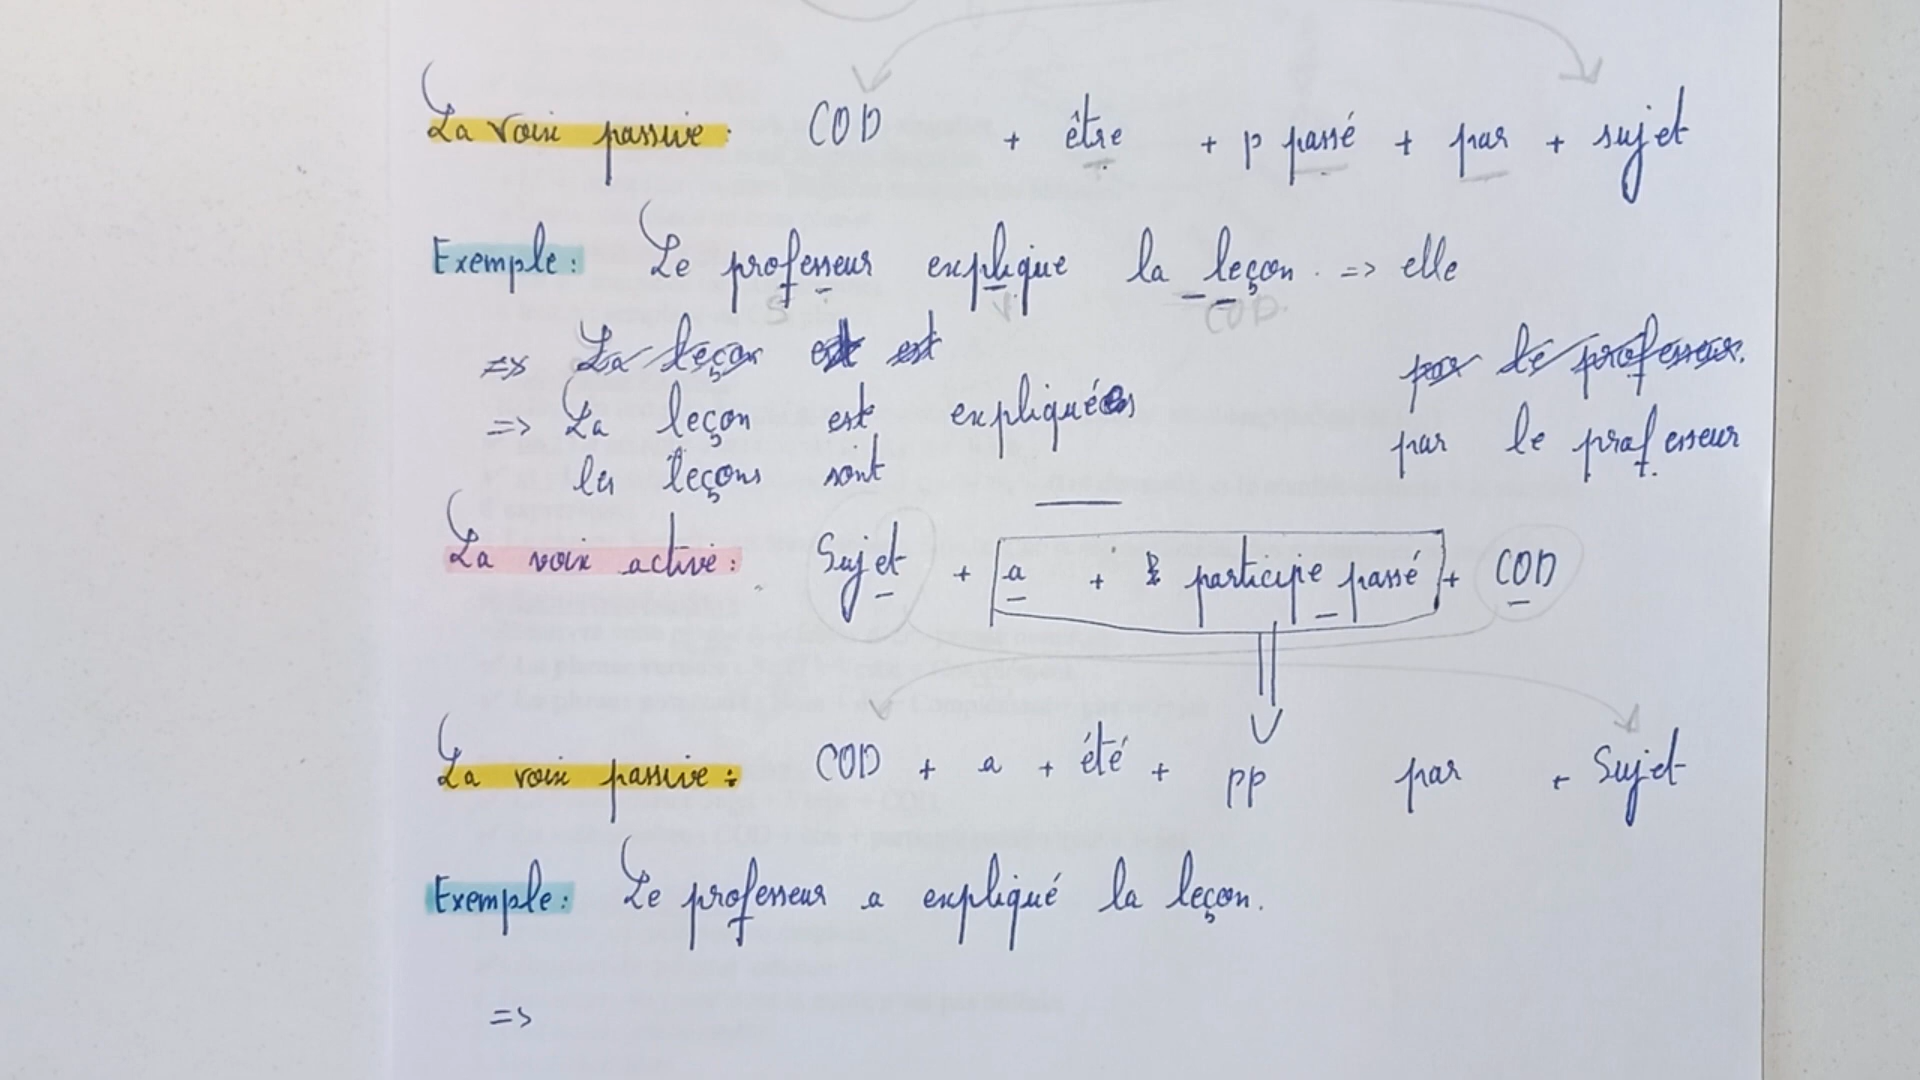 La voix passive: COD + être + p passé + par + sujet
Exemple: Le professeur explique la leçon. => elle
S V COD
=> La leçon est est par le professeur.
=> La leçon est expliquées par le professeur
les leçons sont
La voix active: Sujet + a + participe passé + COD
La voix passive: COD + a + été + pp par + Sujet
Exemple: Le professeur a expliqué la leçon.
=>